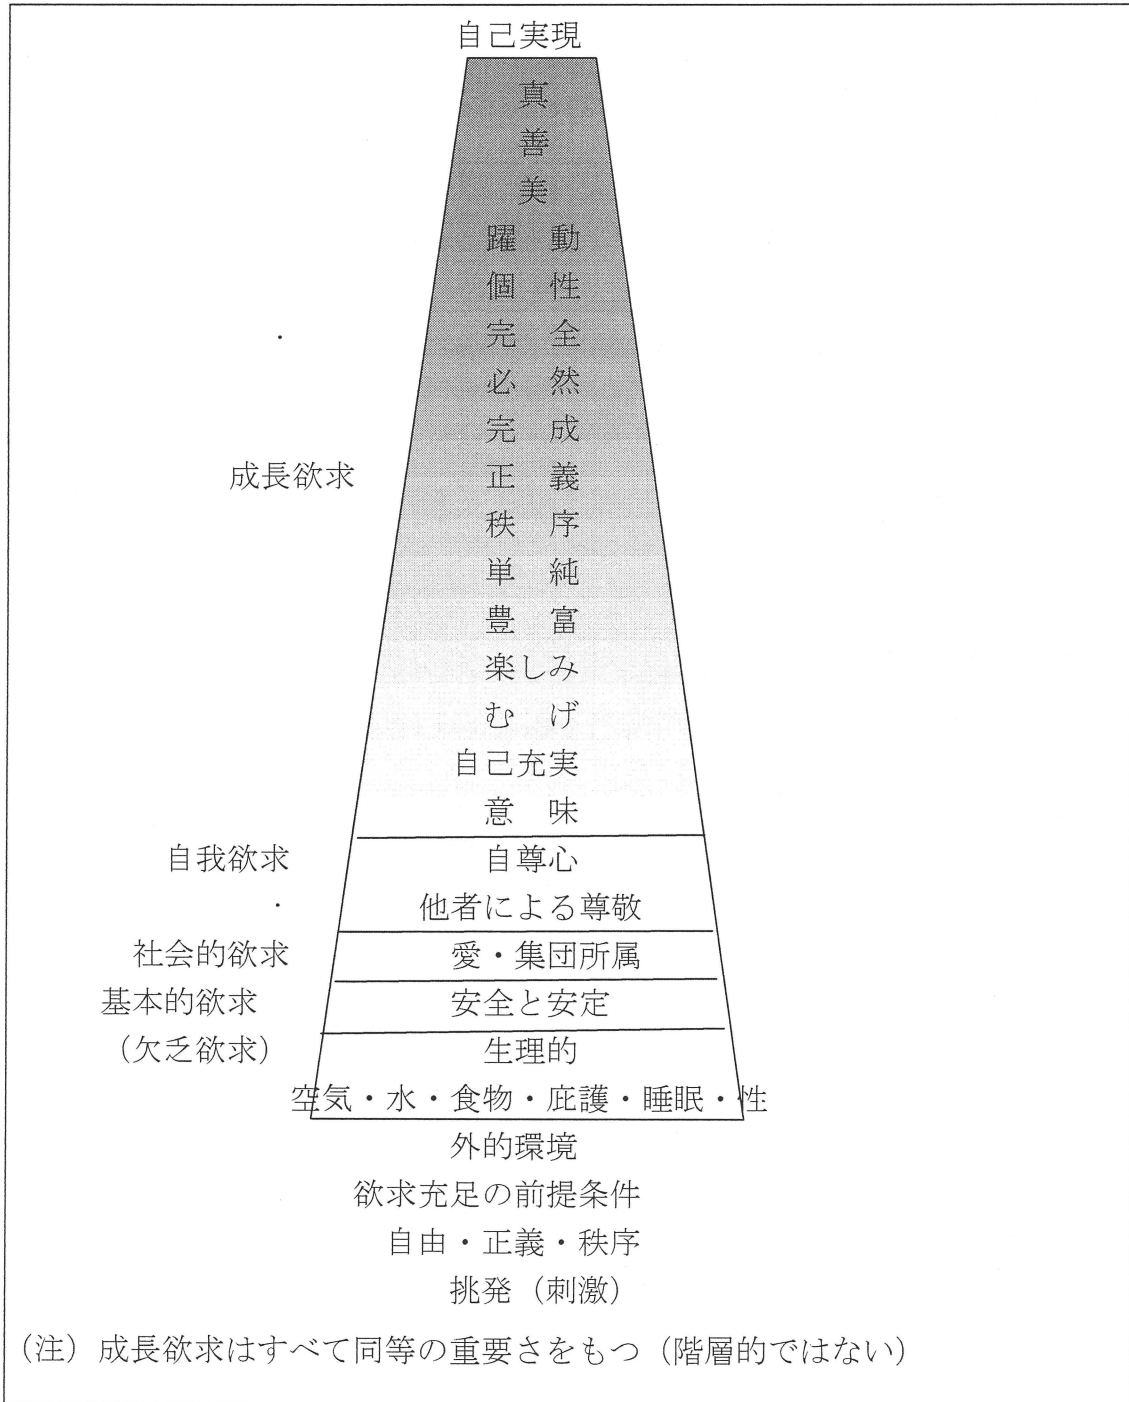 自己実現
真
善
美
躍　動
個　性
完　全
必　然
完　成
成長欲求　正　義
秩　序
単　純
豊　富
楽しみ
む　げ
自己充実
意　味
自我欲求　自尊心
他者による尊敬
社会的欲求　愛・集団所属
基本的欲求　安全と安定
（欠乏欲求）　生理的
空気・水・食物・庇護・睡眠・性
外的環境
欲求充足の前提条件
自由・正義・秩序
挑発（刺激）
（注）成長欲求はすべて同等の重要さをもつ（階層的ではない）